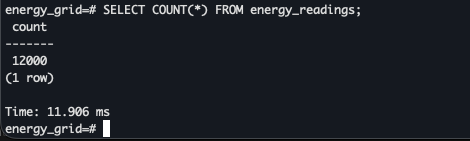 energy_grid=# SELECT COUNT(*) FROM energy_readings;
count
-------
12000
(1 row)
Time: 11.906 ms
energy_grid=#